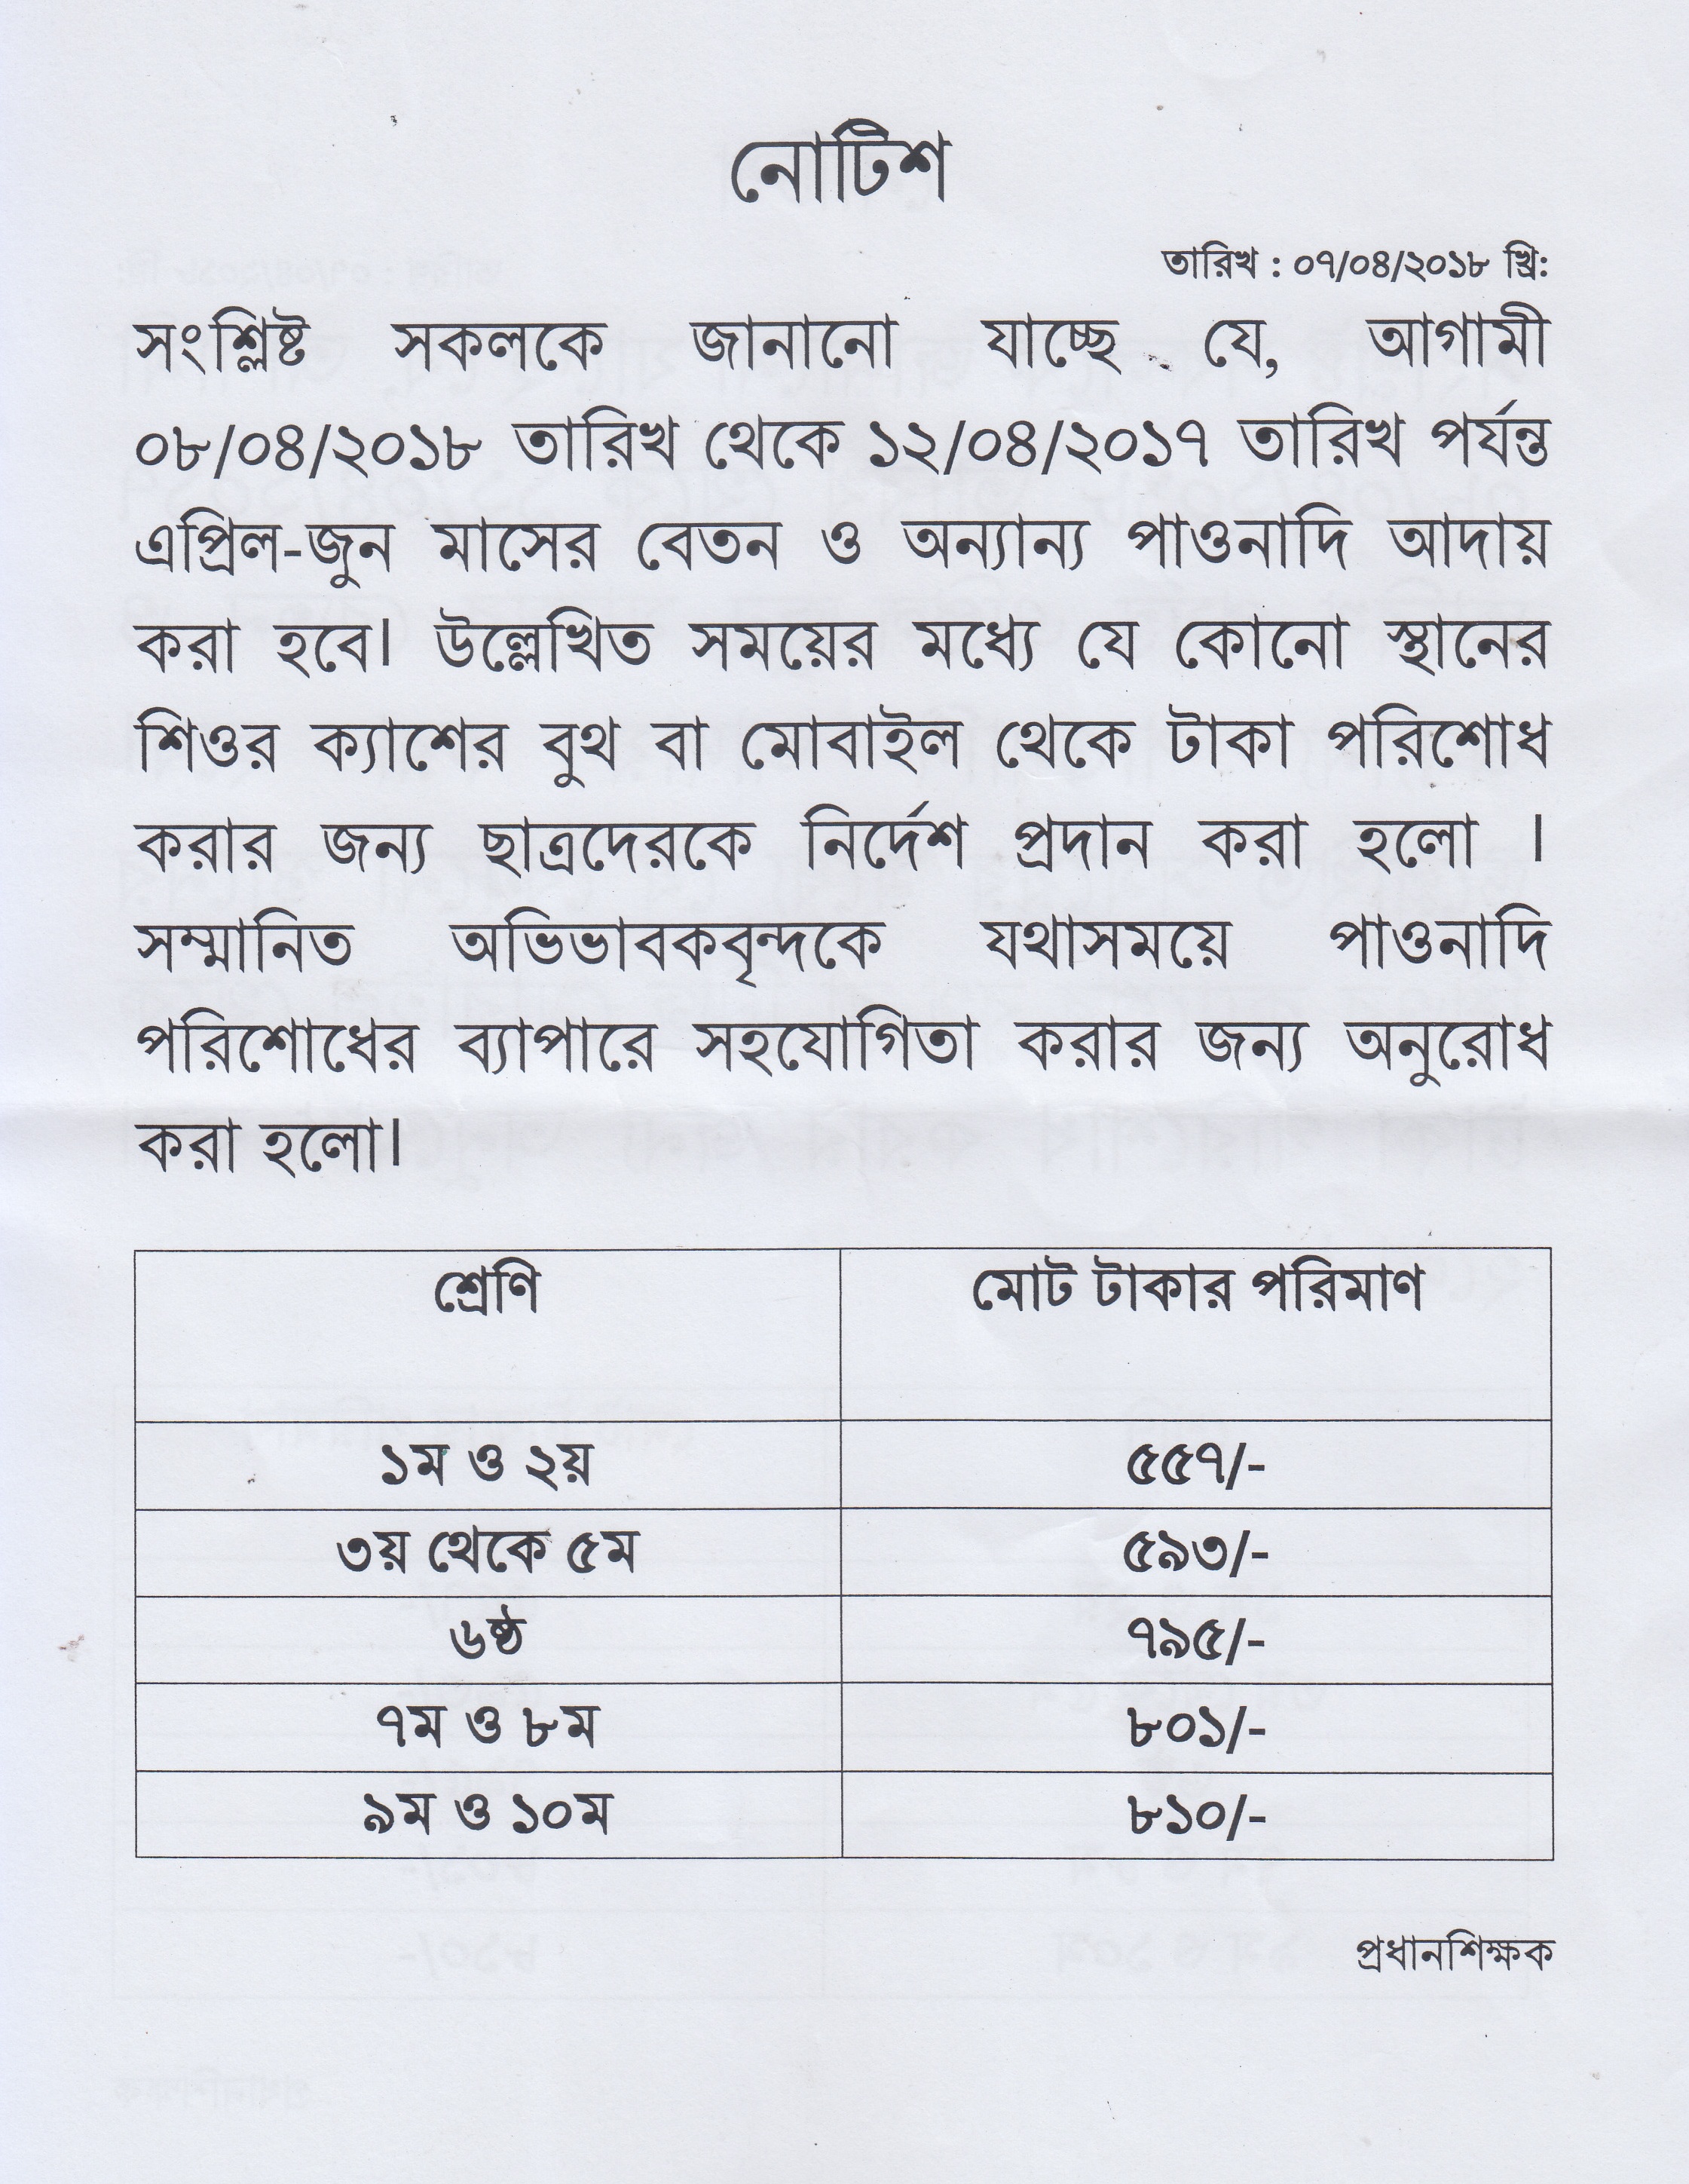 নোটিশ
তারিখ : ০৭/০৪/২০১৮ খ্রি:
সংশ্লিষ্ট সকলকে জানানো যাচ্ছে যে, আগামী
০৮/০৪/২০১৮ তারিখ থেকে ১২/০৪/২০১৭ তারিখ পর্যন্ত
এপ্রিল-জুন মাসের বেতন ও অন্যান্য পাওনাদি আদায়
করা হবে। উল্লেখিত সময়ের মধ্যে যে কোনো স্থানের
শিওর ক্যাশের বুথ বা মোবাইল থেকে টাকা পরিশোধ
করার জন্য ছাত্রদেরকে নির্দেশ প্রদান করা হলো ।
সম্মানিত অভিভাবকবৃন্দকে যথাসময়ে পাওনাদি
পরিশোধের ব্যাপারে সহযোগিতা করার জন্য অনুরোধ
করা হলো।
শ্রেণি মোট টাকার পরিমাণ
১ম ও ২য় ৫৫৭/-
৩য় থেকে ৫ম ৫৯৩/-
৬ষ্ঠ ৭৯৫/-
৭ম ও ৮ম ৮০১/-
৯ম ও ১০ম ৮১০/-
প্রধানশিক্ষক